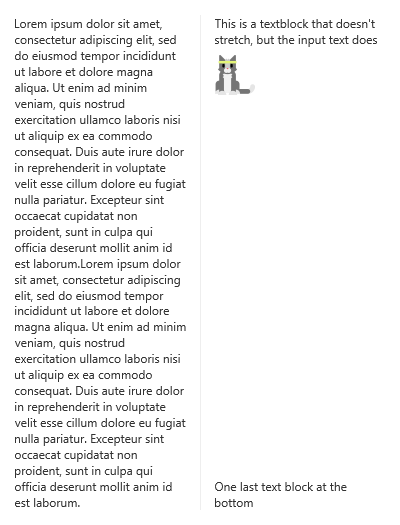 Lorem ipsum dolor sit amet,
consectetur adipiscing elit, sed
do eiusmod tempor incididunt
ut labore et dolore magna
aliqua. Ut enim ad minim
veniam, quis nostrud
exercitation ullamco laboris nisi
ut aliquip ex ea commodo
consequat. Duis aute irure dolor
in reprehenderit in voluptate
velit esse cillum dolore eu fugiat
nulla pariatur. Excepteur sint
occaecat cupidatat non
proident, sunt in culpa qui
officia deserunt mollit anim id
est laborum.Lorem ipsum dolor
sit amet, consectetur adipiscing
elit, sed do eiusmod tempor
incididunt ut labore et dolore
magna aliqua. Ut enim ad minim
veniam, quis nostrud
exercitation ullamco laboris nisi
ut aliquip ex ea commodo
consequat. Duis aute irure dolor
in reprehenderit in voluptate
velit esse cillum dolore eu fugiat
nulla pariatur. Excepteur sint
occaecat cupidatat non
proident, sunt in culpa qui
officia deserunt mollit anim id
est laborum.
This is a textblock that doesn't
stretch, but the input text does
One last text block at the
bottom